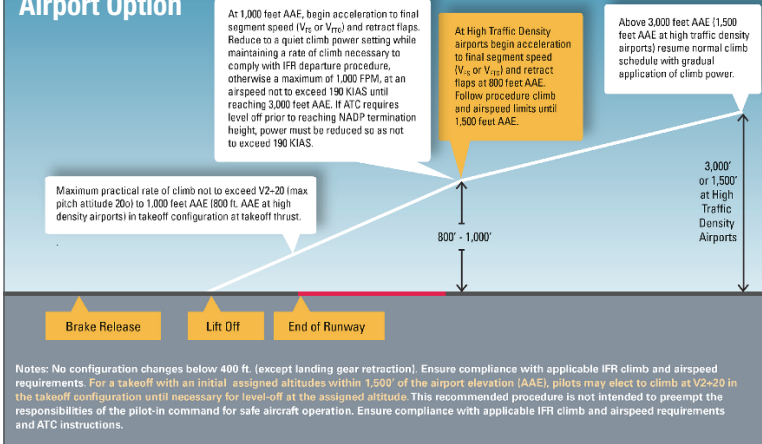 Airport Option
At 1,000 feet AAE, begin acceleration to final
segment speed (VFS or VFTO) and retract flaps.
Reduce to a quiet climb power setting while
maintaining a rate of climb necessary to
comply with IFR departure procedure,
otherwise a maximum of 1,000 FPM, at an
airspeed not to exceed 190 KIAS until
reaching 3,000 feet AAE. If ATC requires
level off prior to reaching NADP termination
height, power must be reduced so as not
to exceed 190 KIAS.
At High Traffic Density
airports begin acceleration
to final segment speed
(VFS or VFTO) and retract
flaps at 800 feet AAE.
Follow procedure climb
and airspeed limits until
1,500 feet AAE.
Above 3,000 feet AAE (1,500
feet AAE at high traffic density
airports) resume normal climb
schedule with gradual
application of climb power.
Maximum practical rate of climb not to exceed V2+20 (max
pitch attitude 20o) to 1,000 feet AAE (800 ft. AAE at high
density airports) in takeoff configuration at takeoff thrust.
.
800' - 1,000'
3,000'
or 1,500'
at High
Traffic
Density
Airports
Brake Release
Lift Off
End of Runway
Notes: No configuration changes below 400 ft. (except landing gear retraction). Ensure compliance with applicable IFR climb and airspeed
requirements. For a takeoff with an initial assigned altitudes within 1,500' of the airport elevation (AAE), pilots may elect to climb at V2+20 in
the takeoff configuration until necessary for level-off at the assigned altitude. This recommended procedure is not intended to preempt the
responsibilities of the pilot-in command for safe aircraft operation. Ensure compliance with applicable IFR climb and airspeed requirements
and ATC instructions.